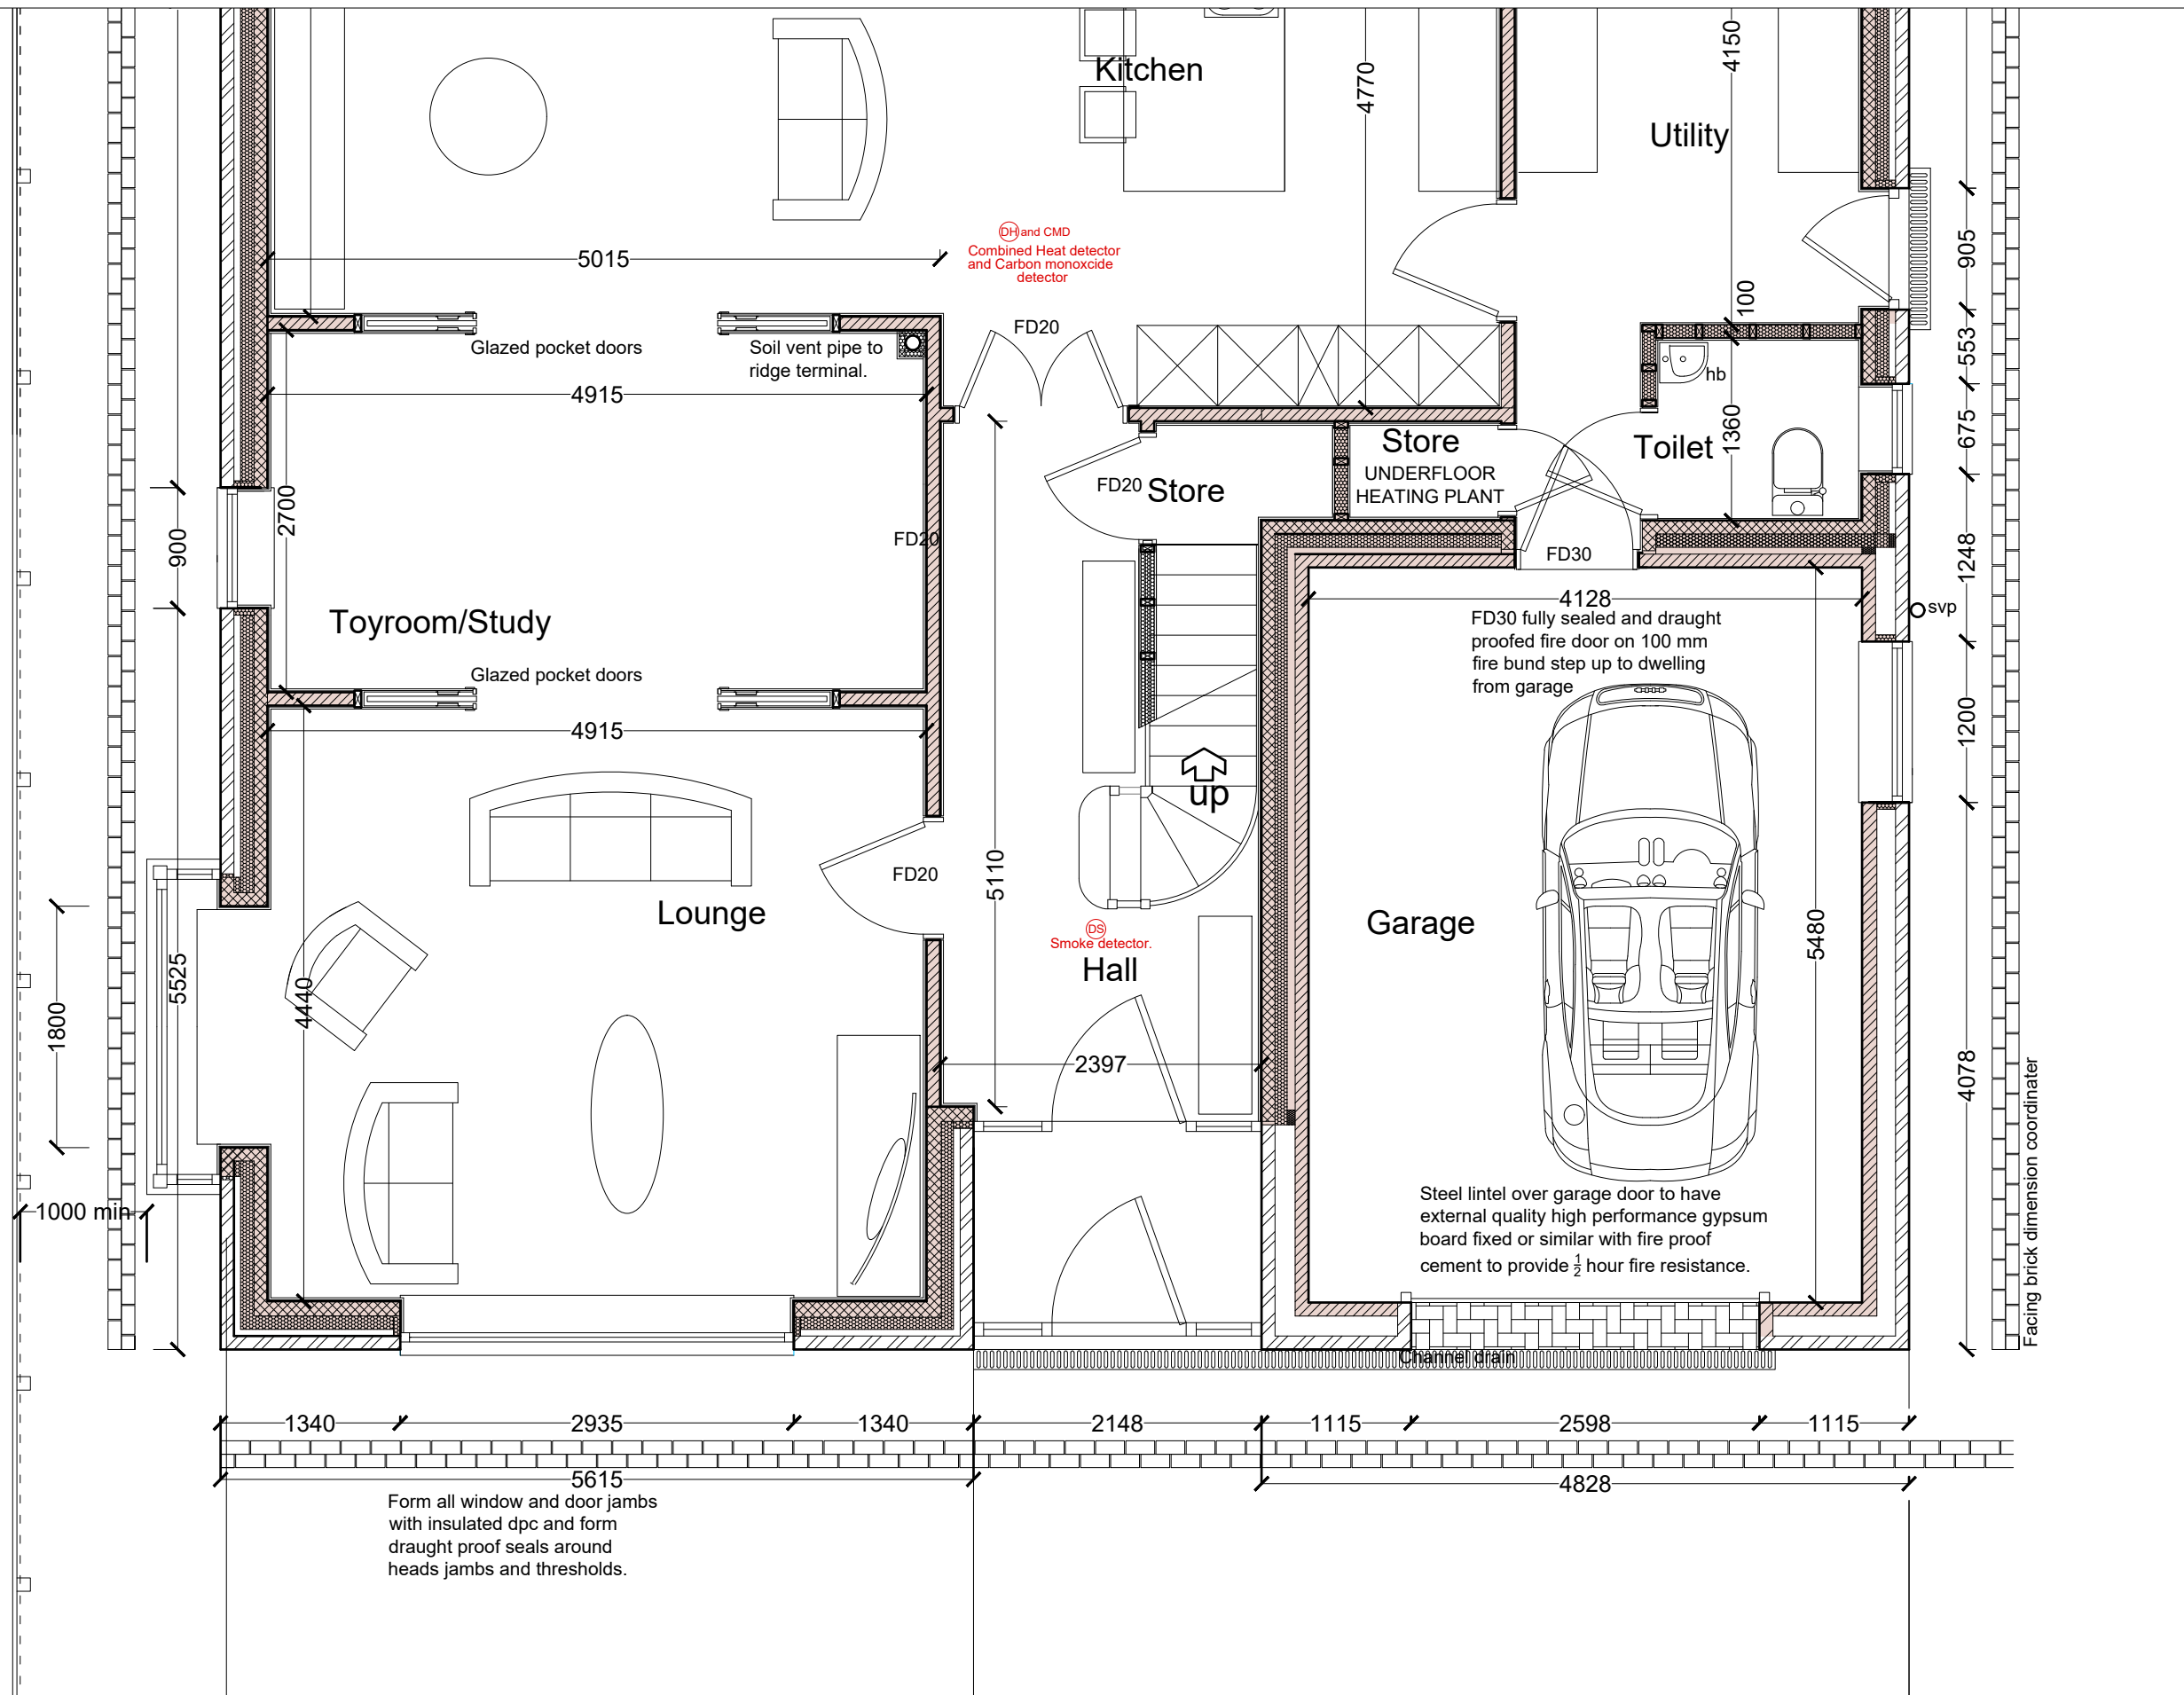 Kitchen
4770
4150
Utility
DH and CMD
Combined Heat detector
and Carbon monoxcide
detector
5015
905
100
FD20
Glazed pocket doors
Soil vent pipe to
ridge terminal.
553
hb
4915
675
1360
Store
UNDERFLOOR
HEATING PLANT
Toilet
FD20
Store
2700
900
FD20
FD30
1248
4128
svp
FD30 fully sealed and draught
proofed fire door on 100 mm
fire bund step up to dwelling
from garage
Toyroom/Study
Glazed pocket doors
4915
1200
up
FD20
5110
Lounge
Garage
DS
Smoke detector.
Hall
5480
5525
4440
1800
2397
4078
Facing brick dimension coordinater
1000 min
Steel lintel over garage door to have
external quality high performance gypsum
board fixed or similar with fire proof
cement to provide ½ hour fire resistance.
Channel drain
1340
2935
1340
2148
1115
2598
1115
5615
4828
Form all window and door jambs
with insulated dpc and form
draught proof seals around
heads jambs and thresholds.